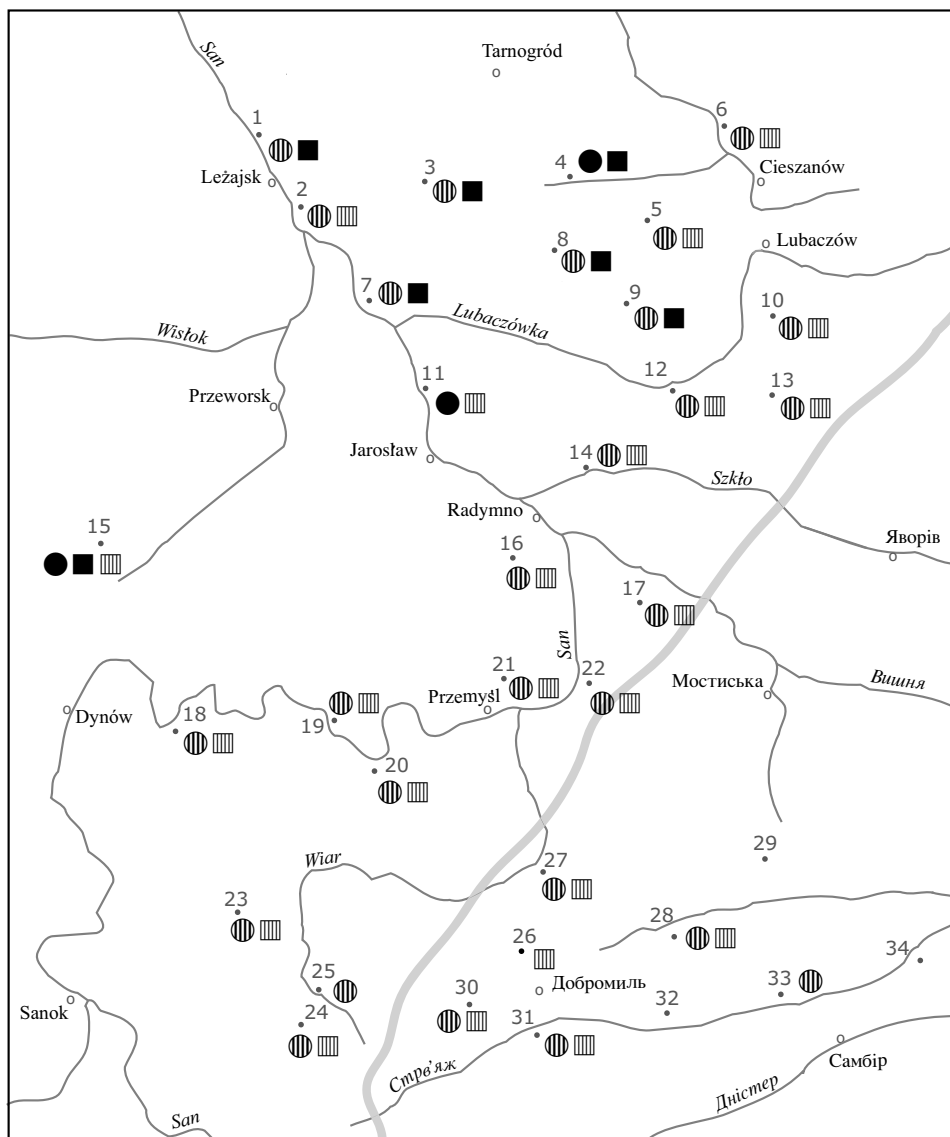 San
Tarnogród
1
6
4
3
Leżajsk
Cieszanów
2
5
8
Lubaczów
7
9
10
Lubaczówka
Wisłok
12
13
11
Przeworsk
Jarosław
14
Szkło
Radymno
15
16
Яворів
17
San
21
22
Мостиська
Вишня
Przemyśl
Dynów
18
19
20
Wiar
27
29
23
28
26
34
25
33
Добромиль
Sanok
24
30
32
31
Стрв'яж
Самбір
Дністер
San